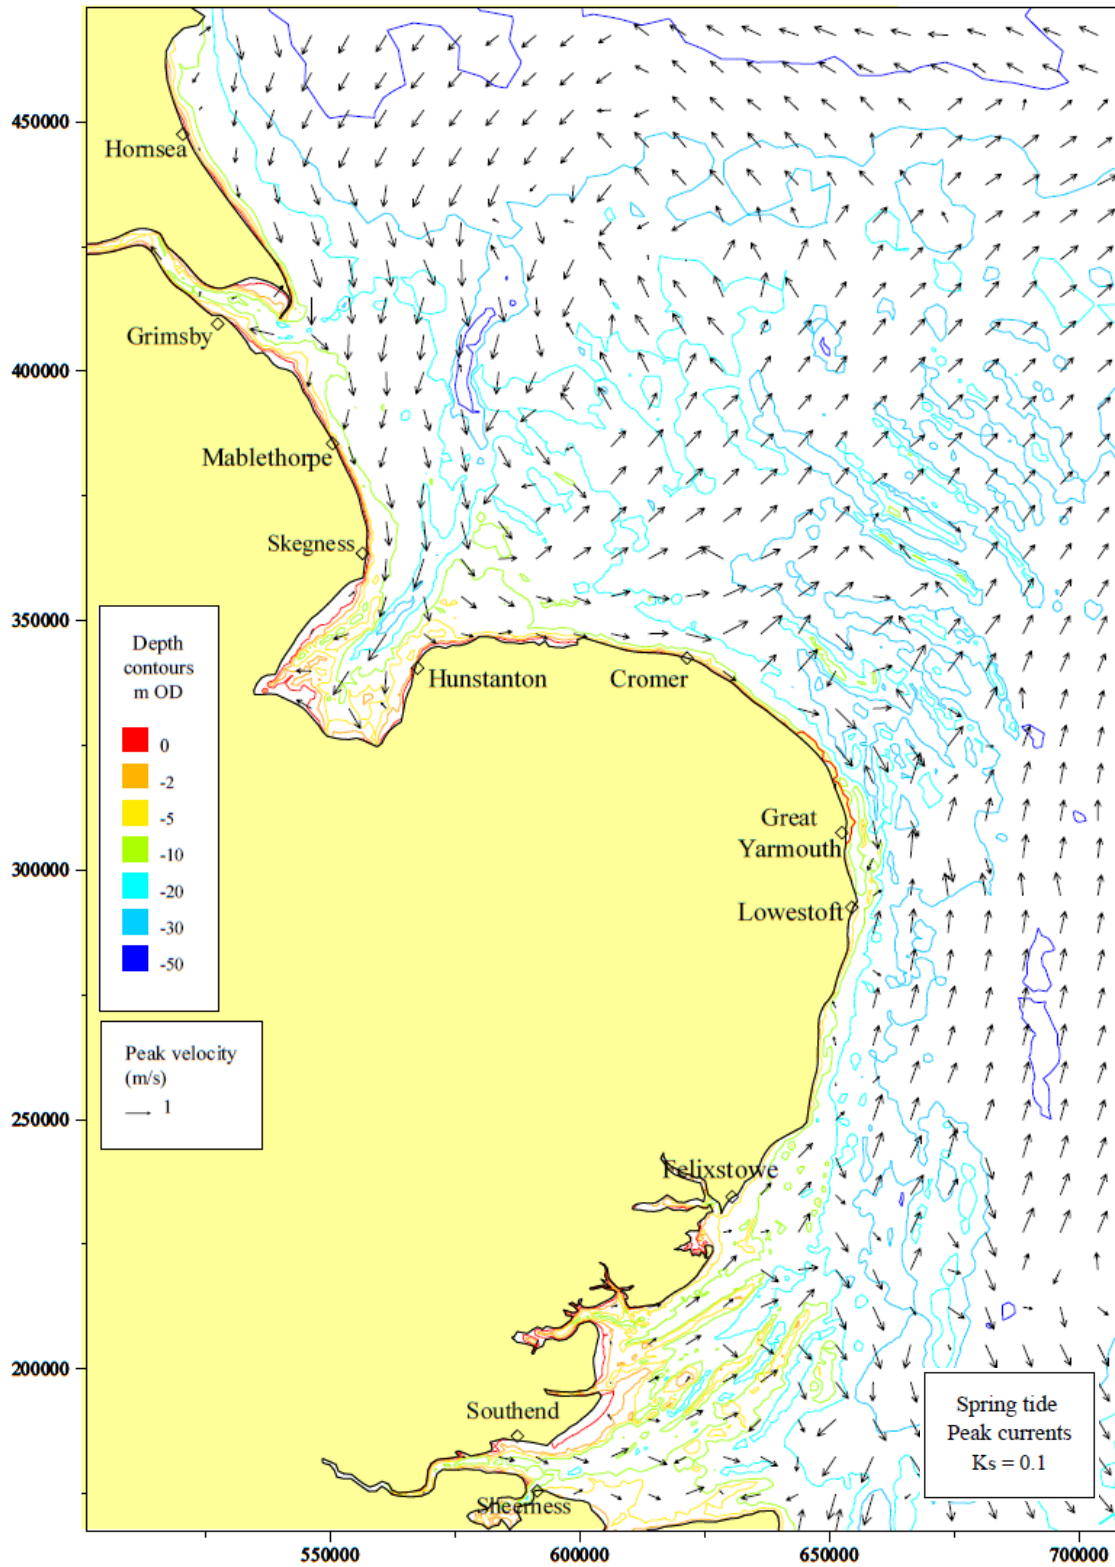 450000
Hornsea
Grimsby
400000
Mablethorpe
Skegness
350000
Depth
contours
m OD
Hunstanton
Cromer
0
-2
-5
-10
-20
-30
-50
Great
Yarmouth
300000
Lowestoft
Peak velocity
(m/s)
1
250000
Felixstowe
200000
Southend
Spring tide
Peak currents
Ks = 0.1
Sheerness
550000
600000
650000
700000